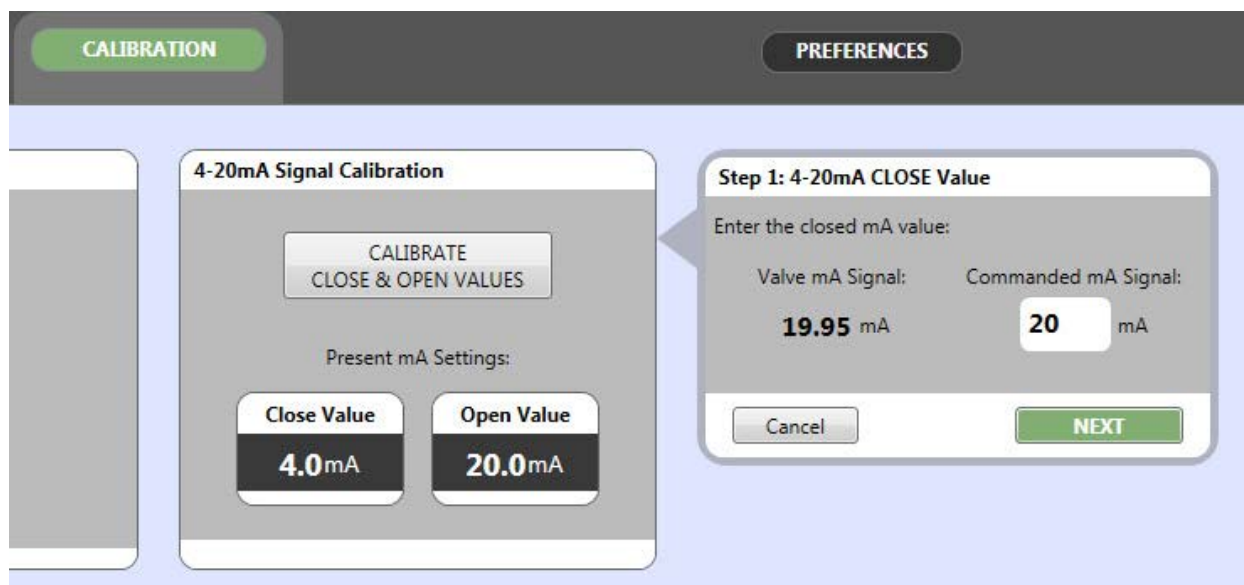 CALIBRATION
PREFERENCES
4-20mA Signal Calibration
CALIBRATE
CLOSE & OPEN VALUES
Present mA Settings:
Close Value
Open Value
4.0mA
20.0mA
Step 1: 4-20mA CLOSE Value
Enter the closed mA value:
Valve mA Signal:
Commanded mA Signal:
19.95 mA
20 mA
Cancel
NEXT